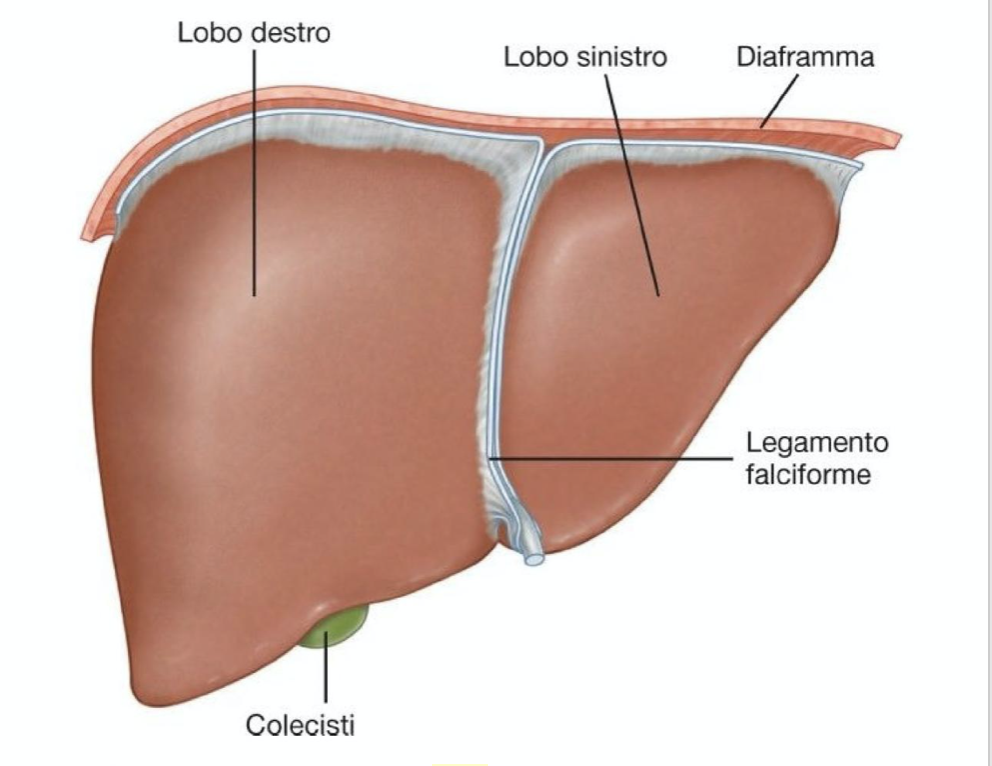 Lobo destro
Lobo sinistro
Diaframma
Legamento
falciforme
Colecisti